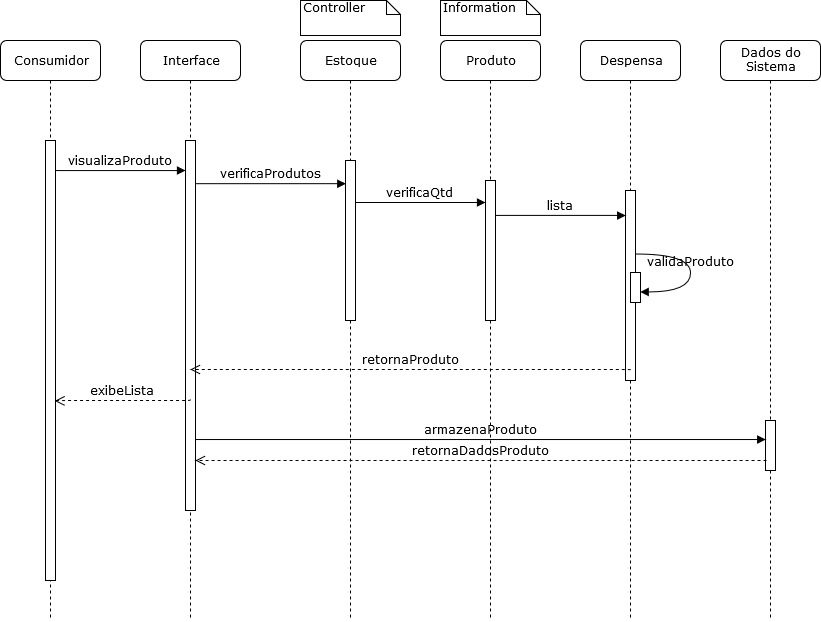 Controller
Information
Consumidor
Interface
Estoque
Produto
Despensa
Dados do
Sistema
visualizaProduto
verificaProdutos
verificaQtd
lista
validaProduto
retornaProduto
exibeLista
armazenaProduto
retornaDadosProduto